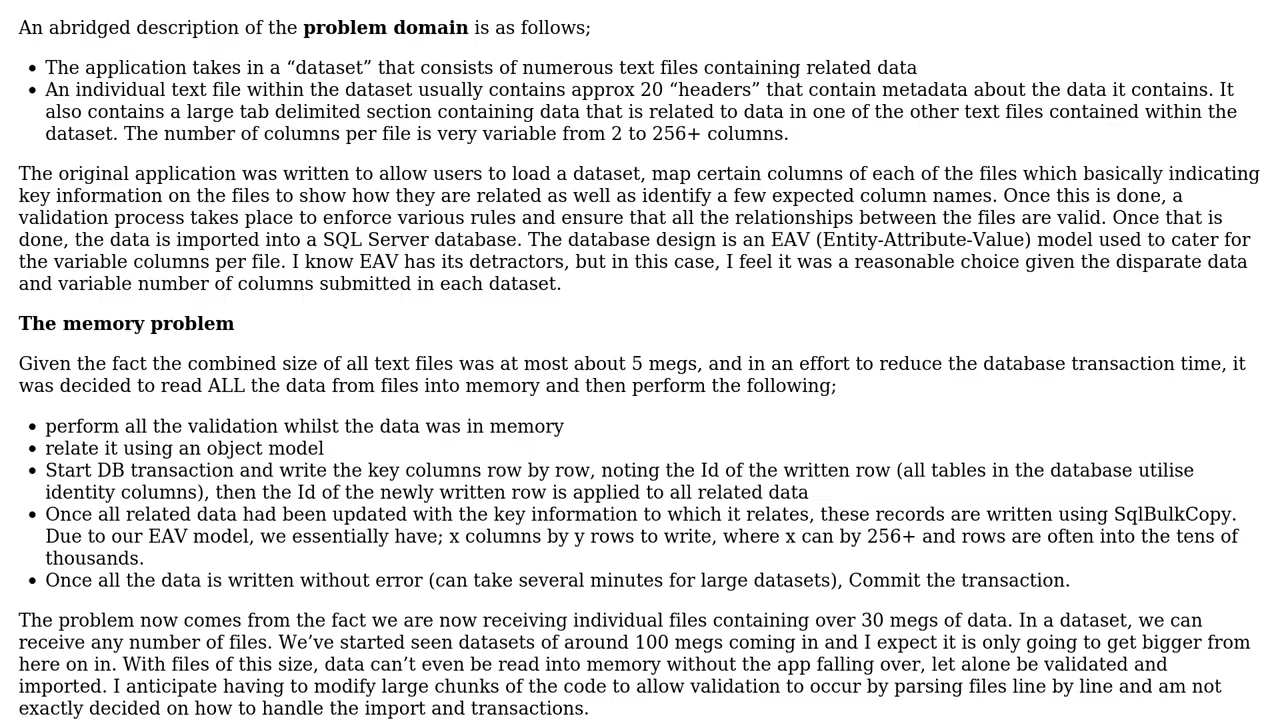 An abridged description of the problem domain is as follows;
• The application takes in a “dataset” that consists of numerous text files containing related data
• An individual text file within the dataset usually contains approx 20 “headers” that contain metadata about the data it contains. It
also contains a large tab delimited section containing data that is related to data in one of the other text files contained within the
dataset. The number of columns per file is very variable from 2 to 256+ columns.
The original application was written to allow users to load a dataset, map certain columns of each of the files which basically indicating
key information on the files to show how they are related as well as identify a few expected column names. Once this is done, a
validation process takes place to enforce various rules and ensure that all the relationships between the files are valid. Once that is
done, the data is imported into a SQL Server database. The database design is an EAV (Entity-Attribute-Value) model used to cater for
the variable columns per file. I know EAV has its detractors, but in this case, I feel it was a reasonable choice given the disparate data
and variable number of columns submitted in each dataset.
The memory problem
Given the fact the combined size of all text files was at most about 5 megs, and in an effort to reduce the database transaction time, it
was decided to read ALL the data from files into memory and then perform the following;
• perform all the validation whilst the data was in memory
• relate it using an object model
• Start DB transaction and write the key columns row by row, noting the Id of the written row (all tables in the database utilise
identity columns), then the Id of the newly written row is applied to all related data
• Once all related data had been updated with the key information to which it relates, these records are written using SqlBulkCopy.
Due to our EAV model, we essentially have; x columns by y rows to write, where x can by 256+ and rows are often into the tens of
thousands.
• Once all the data is written without error (can take several minutes for large datasets), Commit the transaction.
The problem now comes from the fact we are now receiving individual files containing over 30 megs of data. In a dataset, we can
receive any number of files. We’ve started seen datasets of around 100 megs coming in and I expect it is only going to get bigger from
here on in. With files of this size, data can’t even be read into memory without the app falling over, let alone be validated and
imported. I anticipate having to modify large chunks of the code to allow validation to occur by parsing files line by line and am not
exactly decided on how to handle the import and transactions.